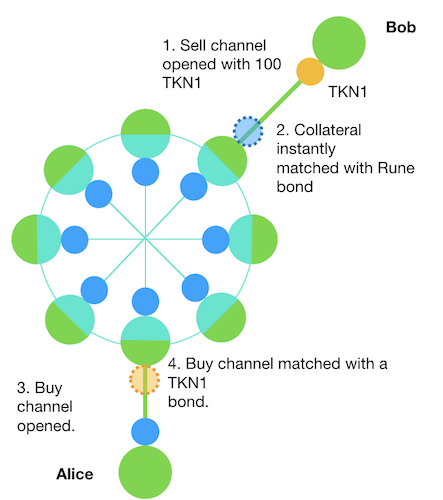 Bob
1. Sell channel
opened with 100
TKN1
TKN1
2. Collateral
instantly
matched with Rune
bond
4. Buy channel matched with a
TKN1
bond.
3. Buy
channel
opened.
Alice